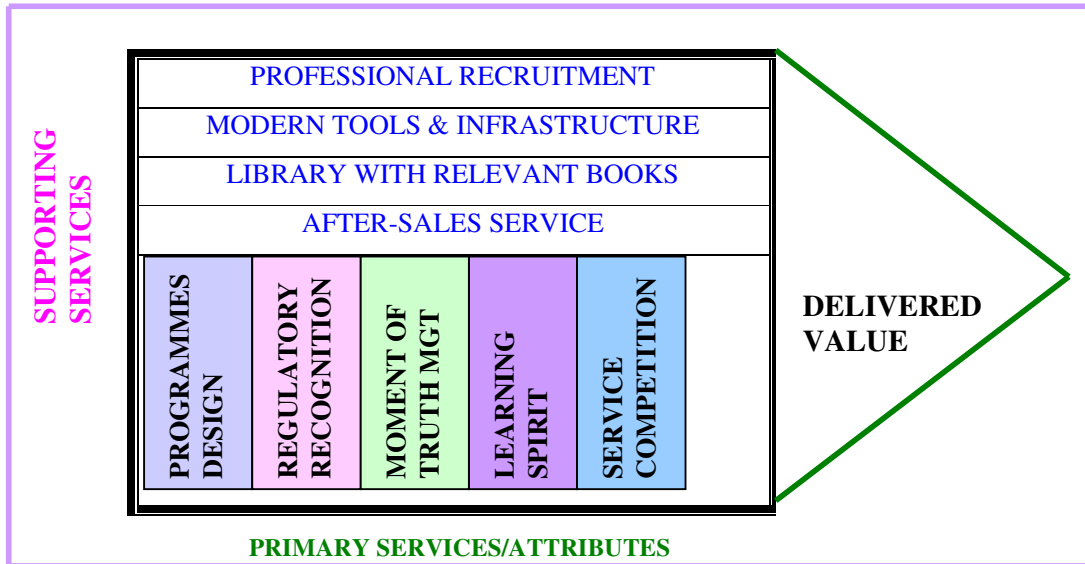 SUPPORTING
SERVICES
PROFESSIONAL RECRUITMENT
MODERN TOOLS & INFRASTRUCTURE
LIBRARY WITH RELEVANT BOOKS
AFTER-SALES SERVICE
PROGRAMMES
DESIGN
REGULATORY
RECOGNITION
MOMENT OF
TRUTH MGT
LEARNING
SPIRIT
SERVICE
COMPETITION
DELIVERED
VALUE
PRIMARY SERVICES/ATTRIBUTES